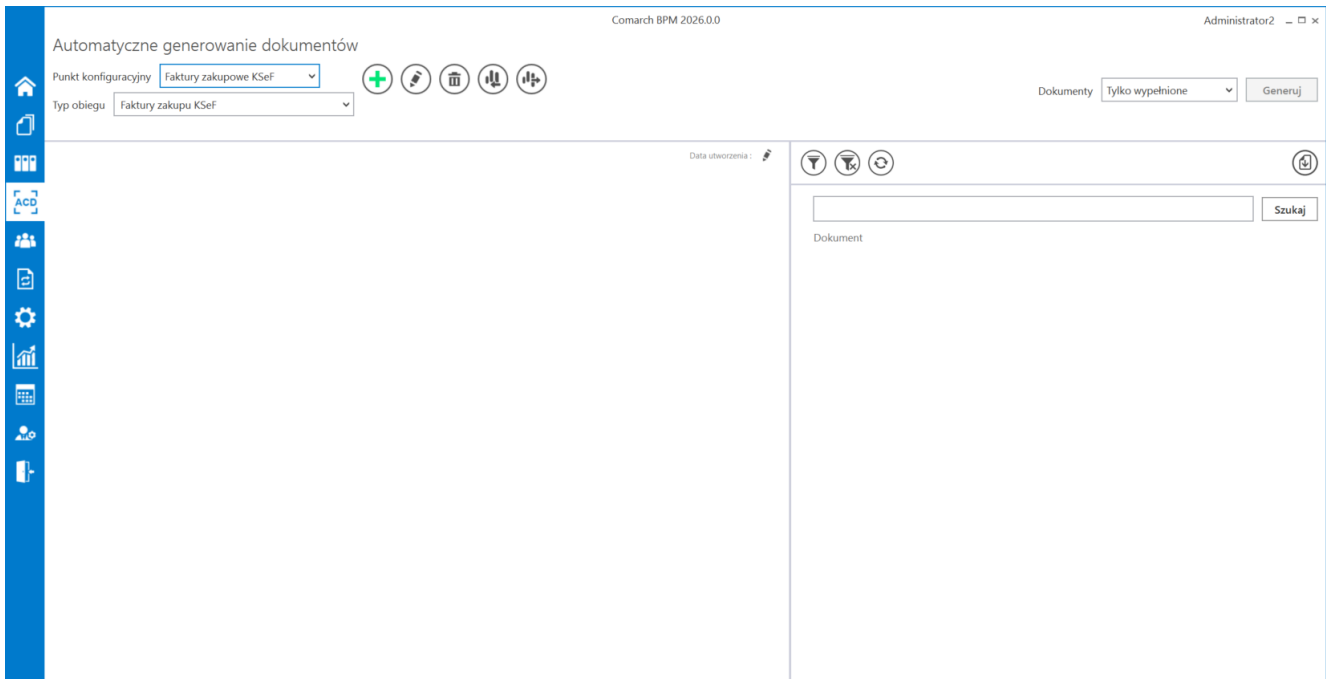 Comarch BPM 2026.0.0
Administrator2
Automatyczne generowanie dokumentów
Punkt konfiguracyjny Faktury zakupowe KSeF
Typ obiegu Faktury zakupu KSeF
Dokumenty Tylko wypełnione Generuj
Data utworzenia :
ACD
Szukaj
Dokument